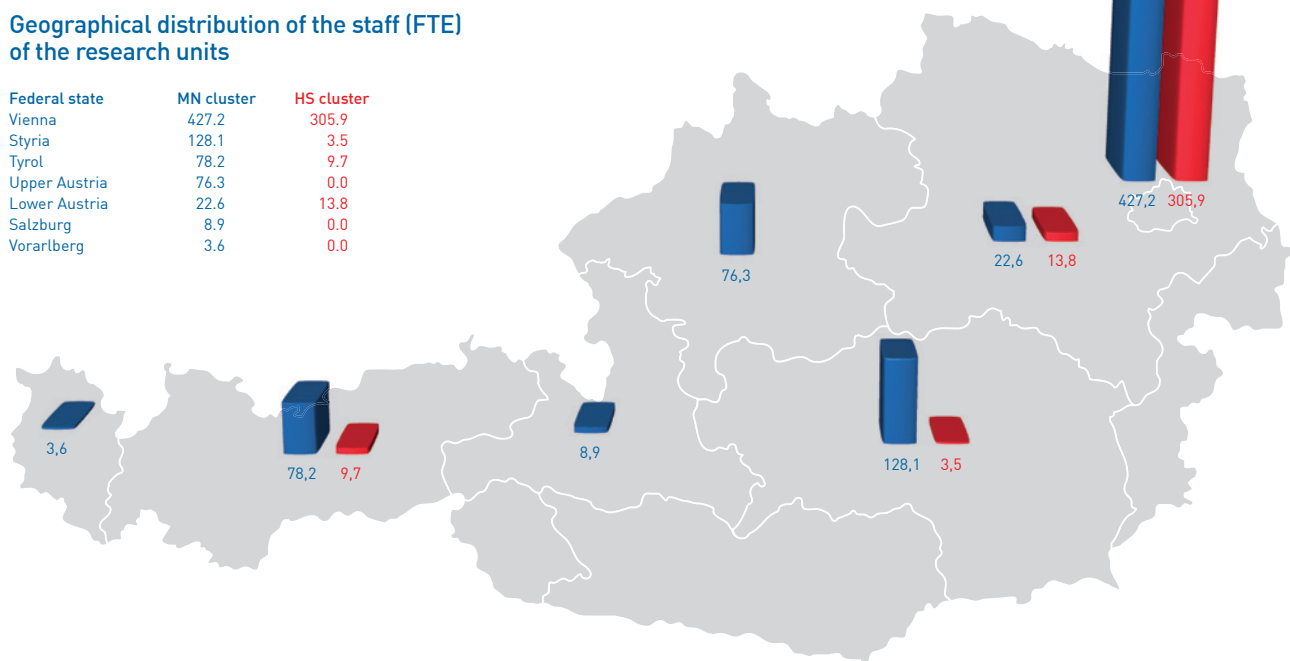 Geographical distribution of the staff (FTE)
of the research units
Federal state MN cluster HS cluster
Vienna 427.2 305.9
Styria 128.1 3.5
Tyrol 78.2 9.7
Upper Austria 76.3 0.0
Lower Austria 22.6 13.8
Salzburg 8.9 0.0
Vorarlberg 3.6 0.0
427,2 305,9
22,6 13,8
76,3
3,6
78,2 9,7
8,9
128,1 3,5